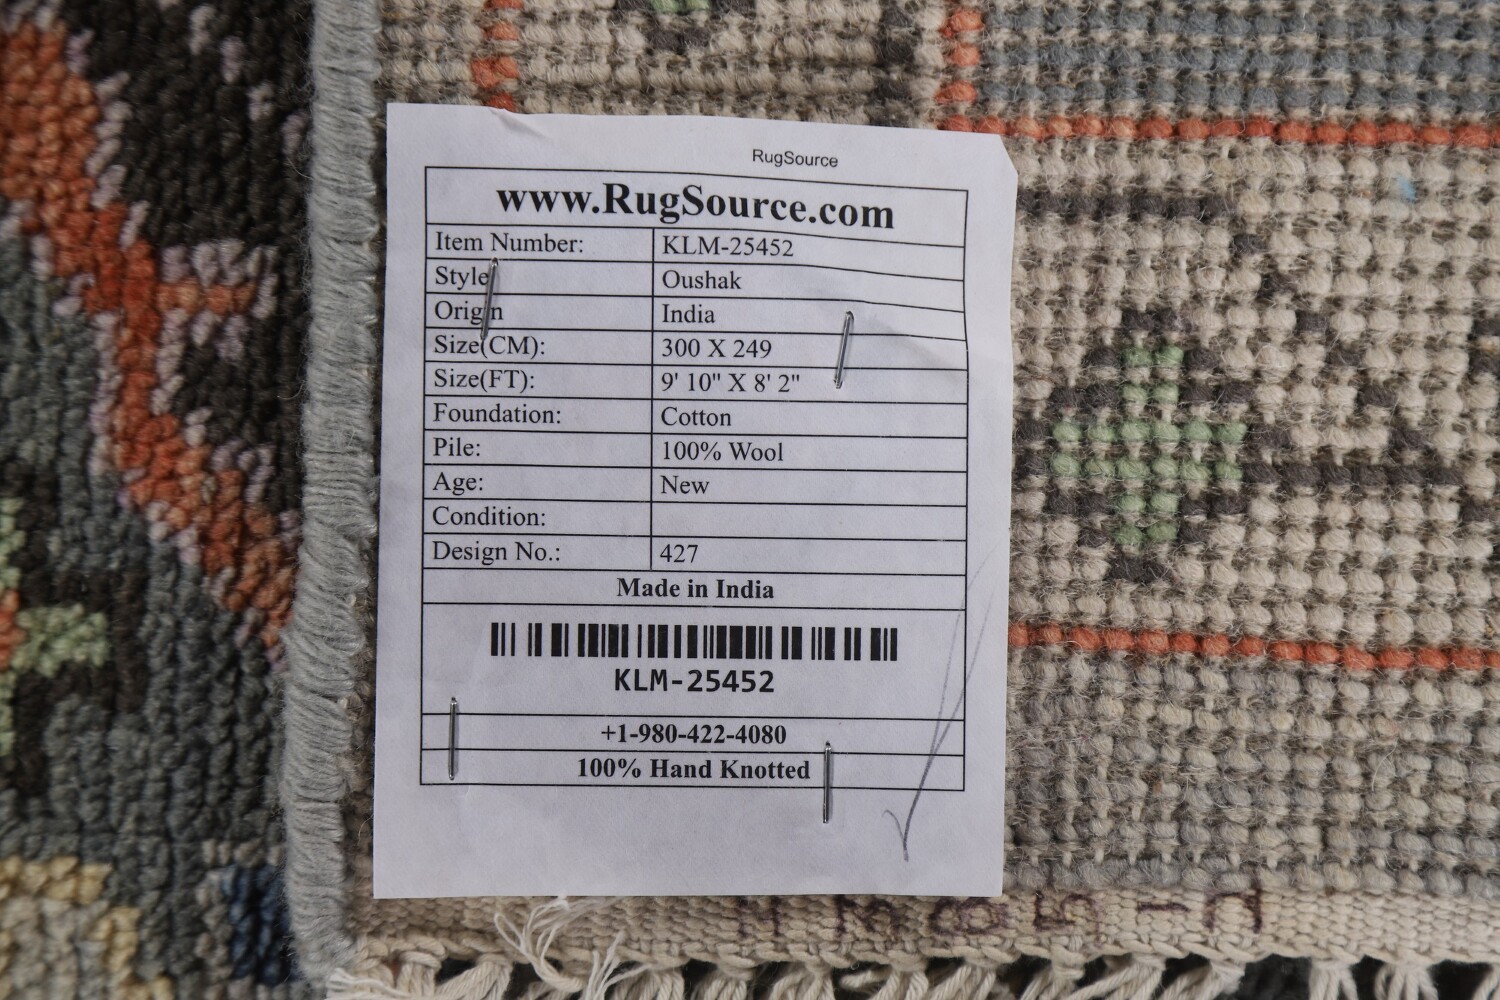 RugSource
www.RugSource.com
Item Number: KLM-25452
Style Oushak
Origin India
Size(CM): 300 X 249
Size(FT): 9' 10" X 8' 2"
Foundation: Cotton
Pile: 100% Wool
Age: New
Condition:
Design No.: 427
Made in India
KLM-25452
+1-980-422-4080
100% Hand Knotted